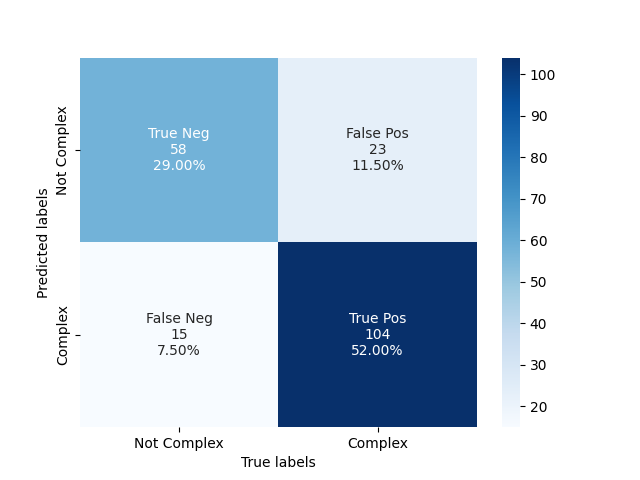 True Neg
58
29.00%
False Pos
23
11.50%
False Neg
15
7.50%
True Pos
104
52.00%
Predicted labels
Not Complex
Complex
Not Complex
Complex
True labels
100
90
80
70
60
50
40
30
20